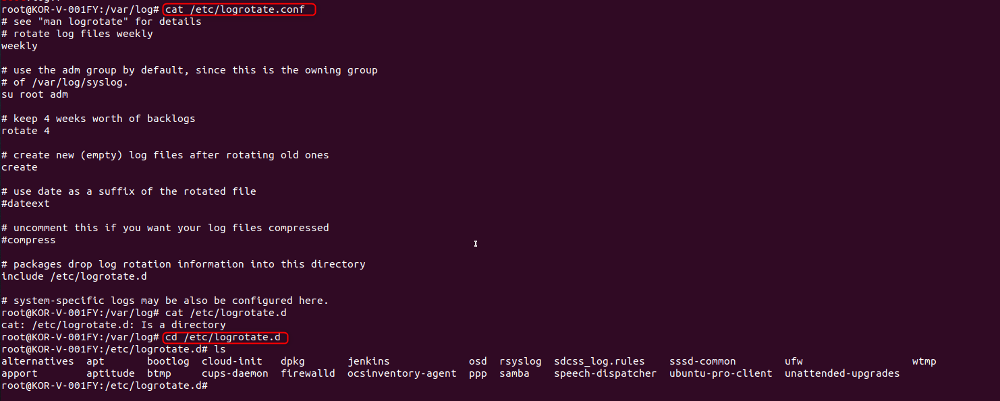 root@KOR-V-001FY:/var/log# cat /etc/logrotate.conf
# see "man logrotate" for details
# rotate log files weekly
weekly
# use the adm group by default, since this is the owning group
# of /var/log/syslog.
su root adm
# keep 4 weeks worth of backlogs
rotate 4
# create new (empty) log files after rotating old ones
create
# use date as a suffix of the rotated file
#dateext
# uncomment this if you want your log files compressed
#compress
# packages drop log rotation information into this directory
include /etc/logrotate.d
# system-specific logs may be also be configured here.
root@KOR-V-001FY:/var/log# cat /etc/logrotate.d
cat: /etc/logrotate.d: Is a directory
root@KOR-V-001FY:/var/log# cd /etc/logrotate.d
root@KOR-V-001FY:/etc/logrotate.d# ls
alternatives  apt       bootlog  cloud-init   dpkg       jenkins             osd  rsyslog  sdcss_log.rules    sssd-common        ufw                  wtmp
apport        aptitude  btmp     cups-daemon  firewalld  ocsinventory-agent  ppp  samba    speech-dispatcher  ubuntu-pro-client  unattended-upgrades
root@KOR-V-001FY:/etc/logrotate.d#